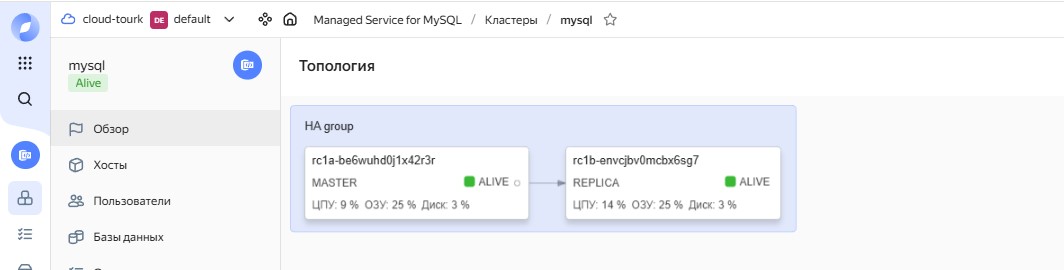 cloud-tourk DE default Managed Service for MySQL / Кластеры / mysql
mysql
Alive
Обзор
Хосты
Пользователи
Базы данных
Топология
HA group
rc1a-be6wuhd0j1x42r3r
MASTER ALIVE
ЦПУ: 9 % ОЗУ: 25 % Диск: 3 %
rc1b-envcjbv0mcbx6sg7
REPLICA ALIVE
ЦПУ: 14 % ОЗУ: 25 % Диск: 3 %